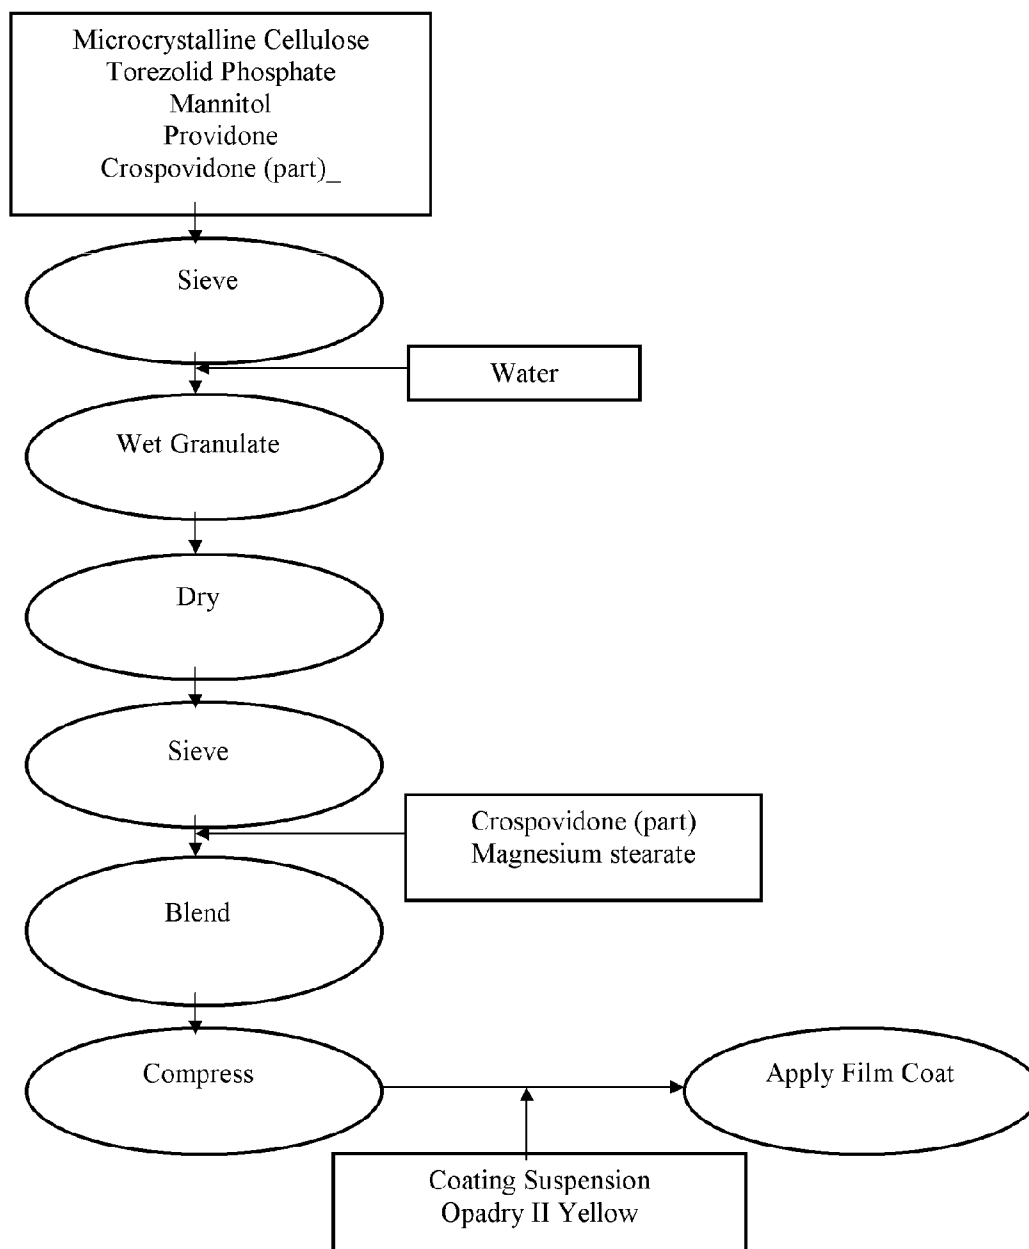 Microcrystalline Cellulose
Torezolid Phosphate
Mannitol
Providone
Crospovidone (part)_
Sieve
Water
Wet Granulate
Dry
Sieve
Crospovidone (part)
Magnesium stearate
Blend
Compress
Apply Film Coat
Coating Suspension
Opadry II Yellow